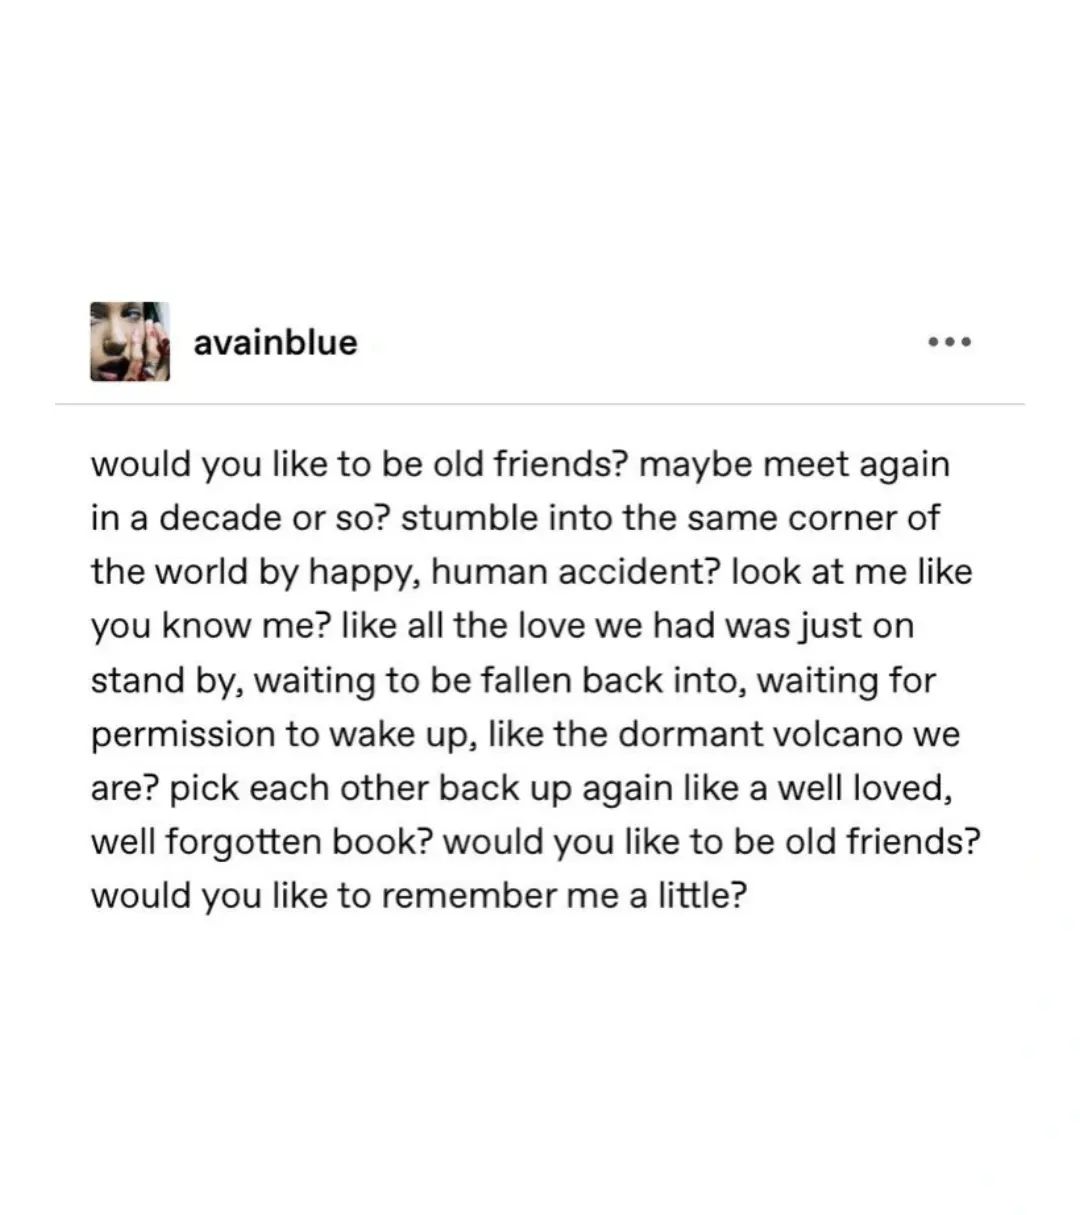 avainblue
would you like to be old friends? maybe meet again
in a decade or so? stumble into the same corner of
the world by happy, human accident? look at me like
you know me? like all the love we had was just on
stand by, waiting to be fallen back into, waiting for
permission to wake up, like the dormant volcano we
are? pick each other back up again like a well loved,
well forgotten book? would you like to be old friends?
would you like to remember me a little?